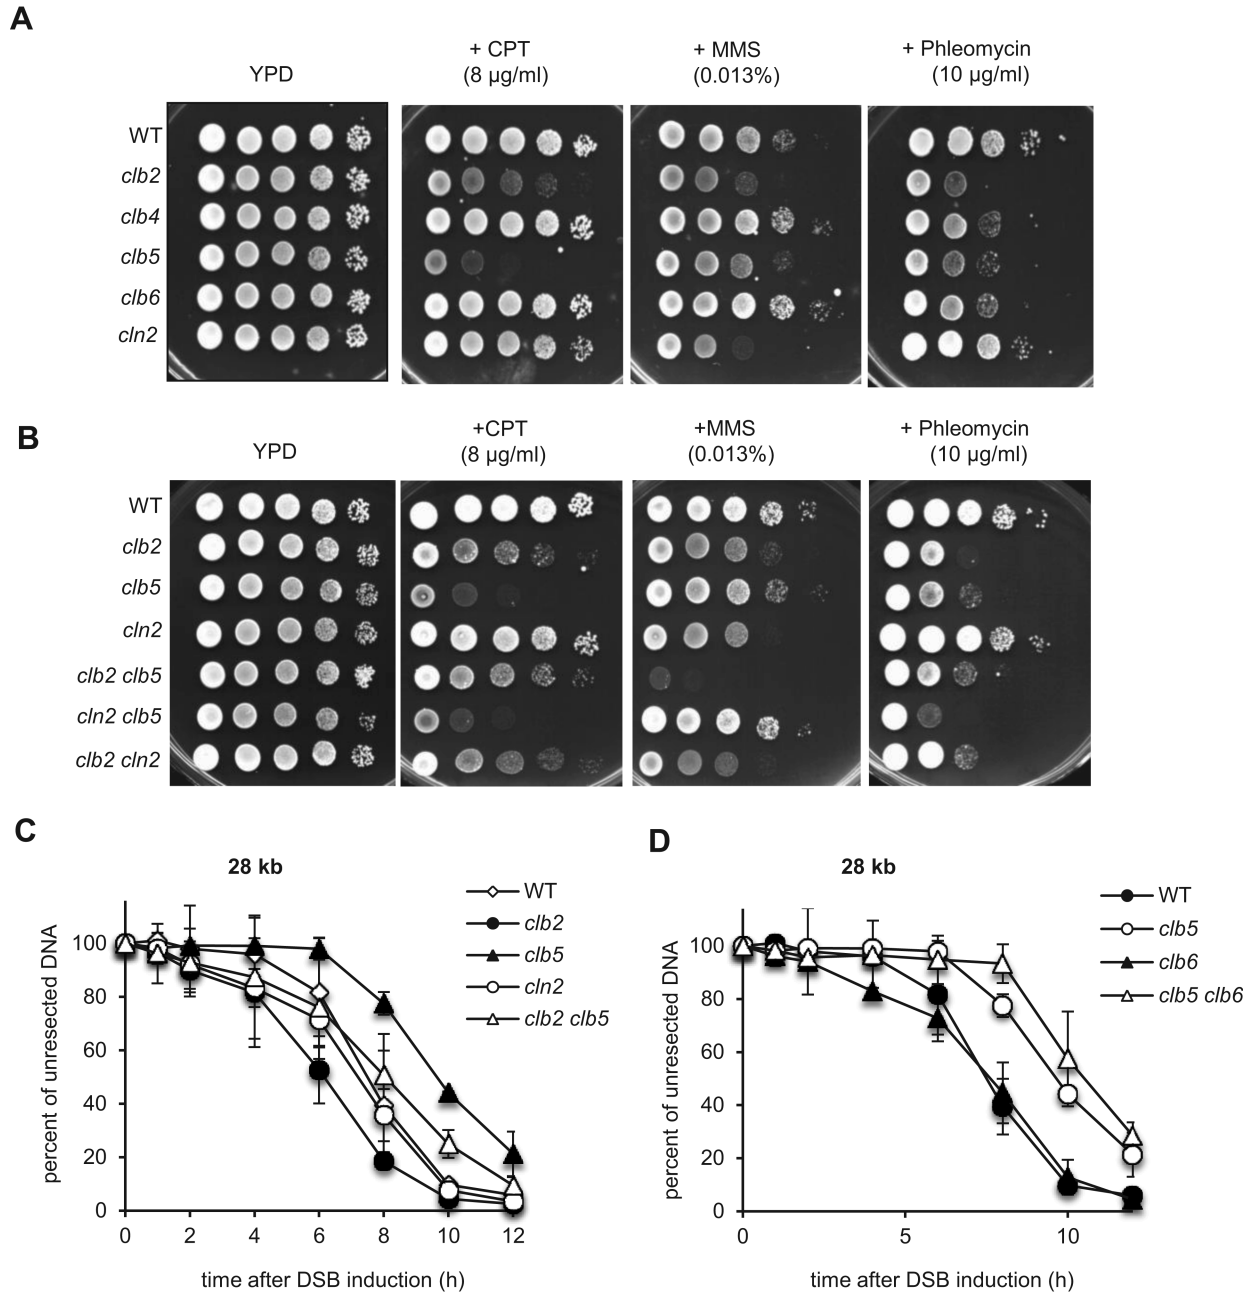 A
YPD
+ CPT
(8 µg/ml)
+ MMS
(0.013%)
+ Phleomycin
(10 µg/ml)
WT
clb2
clb4
clb5
clb6
cln2
B
YPD
+CPT
(8 µg/ml)
+MMS
(0.013%)
+ Phleomycin
(10 µg/ml)
WT
clb2
clb5
cln2
clb2 clb5
cln2 clb5
clb2 cln2
C
28 kb
WT
clb2
clb5
cln2
clb2 clb5
percent of unresected DNA
100
80
60
40
20
0
0 2 4 6 8 10 12
time after DSB induction (h)
D
28 kb
WT
clb5
clb6
clb5 clb6
percent of unresected DNA
100
80
60
40
20
0
0 5 10
time after DSB induction (h)